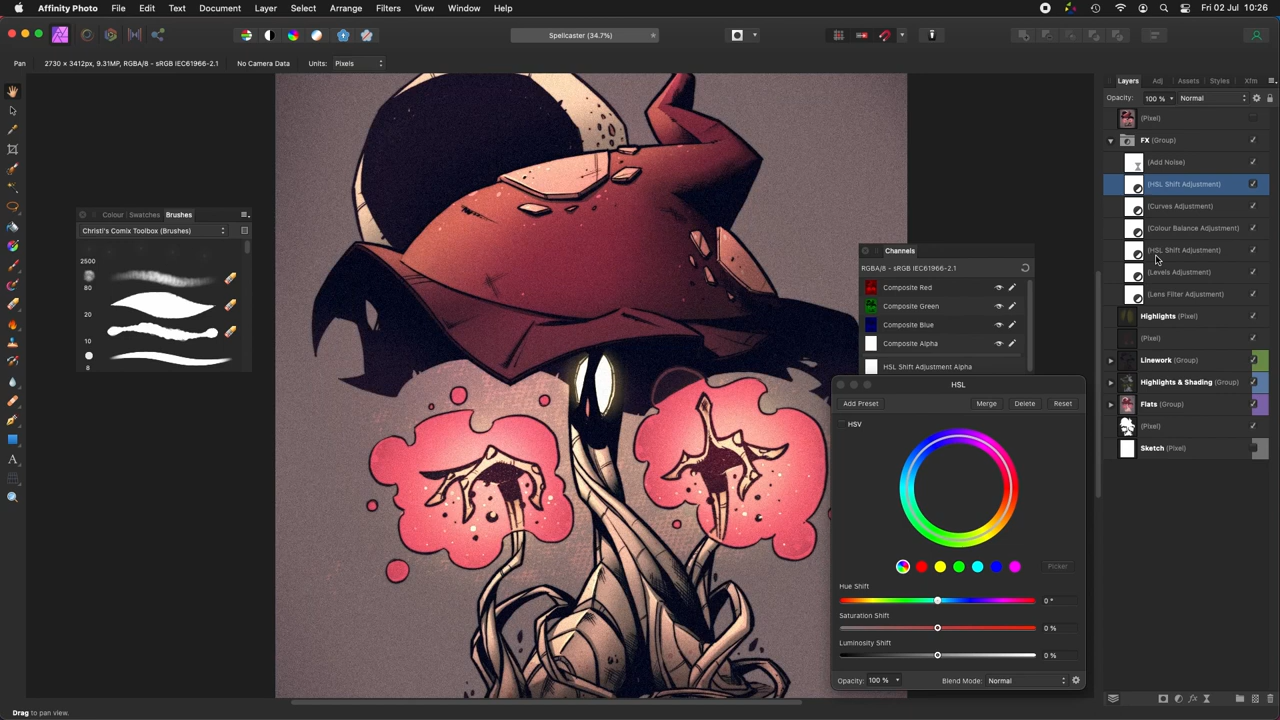 Affinity Photo File Edit Text Document Layer Select Arrange Filters View Window Help Fri 02 Jul 10:26
Spellcaster (34.7%)
Pan 2730 × 3412px, 9.31MP, RGBA/8 - sRGB IEC61966-2.1 No Camera Data Units: Pixels
Layers Adj Assets Styles Xfm
Opacity: 100 % Normal
(Pixel)
FX (Group)
(Add Noise)
(HSL Shift Adjustment)
(Curves Adjustment)
(Colour Balance Adjustment)
(HSL Shift Adjustment)
(Levels Adjustment)
(Lens Filter Adjustment)
Highlights (Pixel)
(Pixel)
Linework (Group)
Highlights & Shading (Group)
Flats (Group)
(Pixel)
Sketch (Pixel)
Colour Swatches Brushes
Christi's Comix Toolbox (Brushes)
2500
80
20
10
8
Channels
RGBA/8 - sRGB IEC61966-2.1
Composite Red
Composite Green
Composite Blue
Composite Alpha
HSL Shift Adjustment Alpha
HSL
Add Preset Merge Delete Reset
HSV
Picker
Hue Shift
0 °
Saturation Shift
0 %
Luminosity Shift
0 %
Opacity: 100 % Blend Mode: Normal
Drag to pan view.